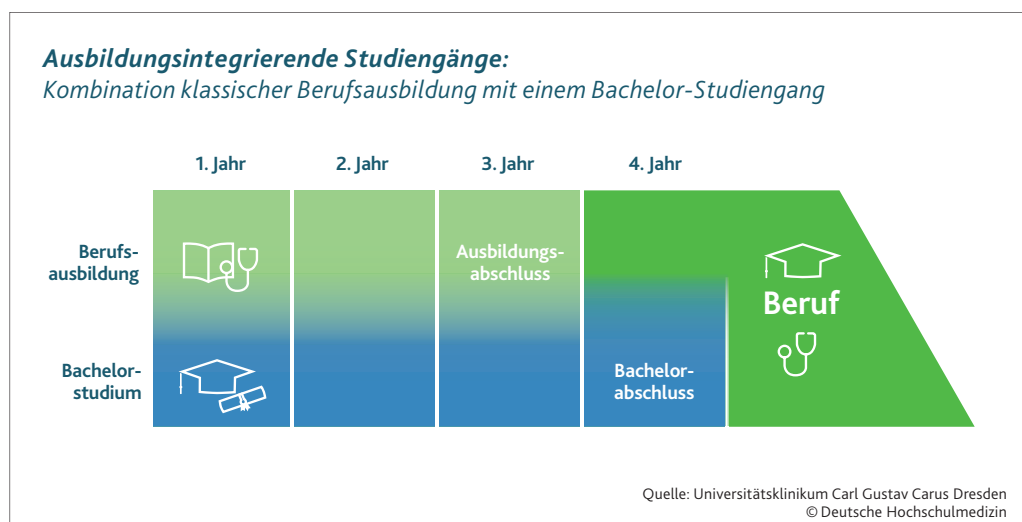 Ausbildungsintegrierende Studiengänge:
Kombination klassischer Berufsausbildung mit einem Bachelor-Studiengang
1. Jahr
2. Jahr
3. Jahr
4. Jahr
Berufs-
ausbildung
Ausbildungs-
abschluss
Beruf
Bachelor-
studium
Bachelor-
abschluss
Quelle: Universitätsklinikum Carl Gustav Carus Dresden
© Deutsche Hochschulmedizin